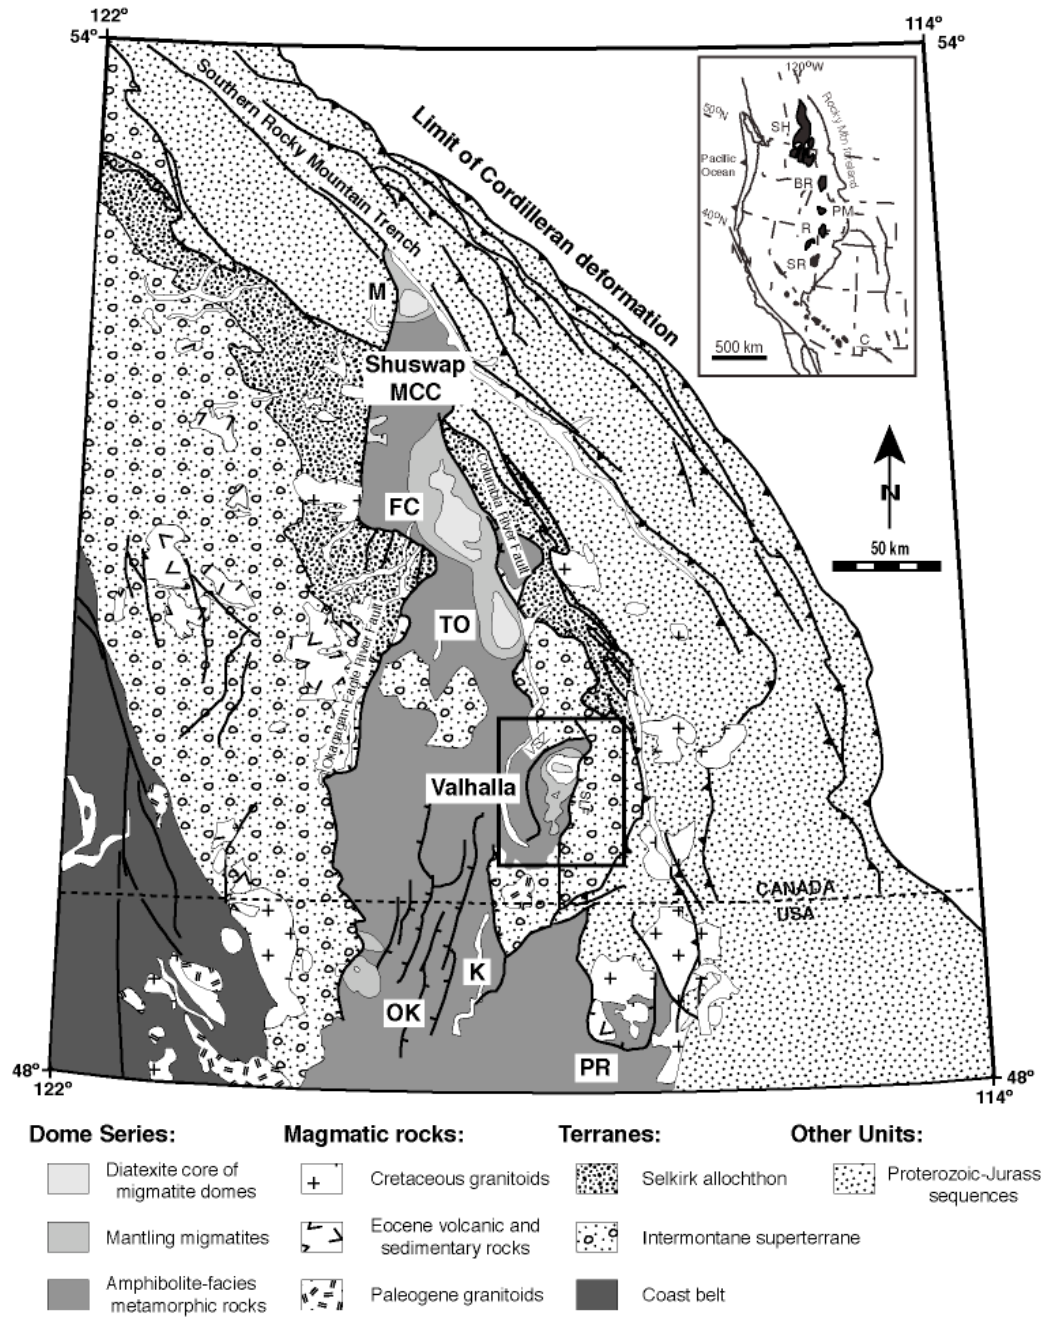 122°
54°
114°
54°
Southern Rocky Mountain Trench
Limit of Cordilleran deformation
120°W
50°N
SH
Rocky Mtn foreland
Pacific
Ocean
BR
40°N
PM
R
SR
C
500 km
M
Shuswap
MCC
N
50 km
Columbia River Fault
FC
TO
Okanagan-Eagle River Fault
Valhalla
SLF
CANADA
USA
K
OK
PR
48°
122°
48°
114°
Dome Series:
Magmatic rocks:
Terranes:
Other Units:
Diatexite core of
migmatite domes
Cretaceous granitoids
Selkirk allochthon
Proterozoic-Jurass
sequences
Mantling migmatites
Eocene volcanic and
sedimentary rocks
Intermontane superterrane
Amphibolite-facies
metamorphic rocks
Paleogene granitoids
Coast belt